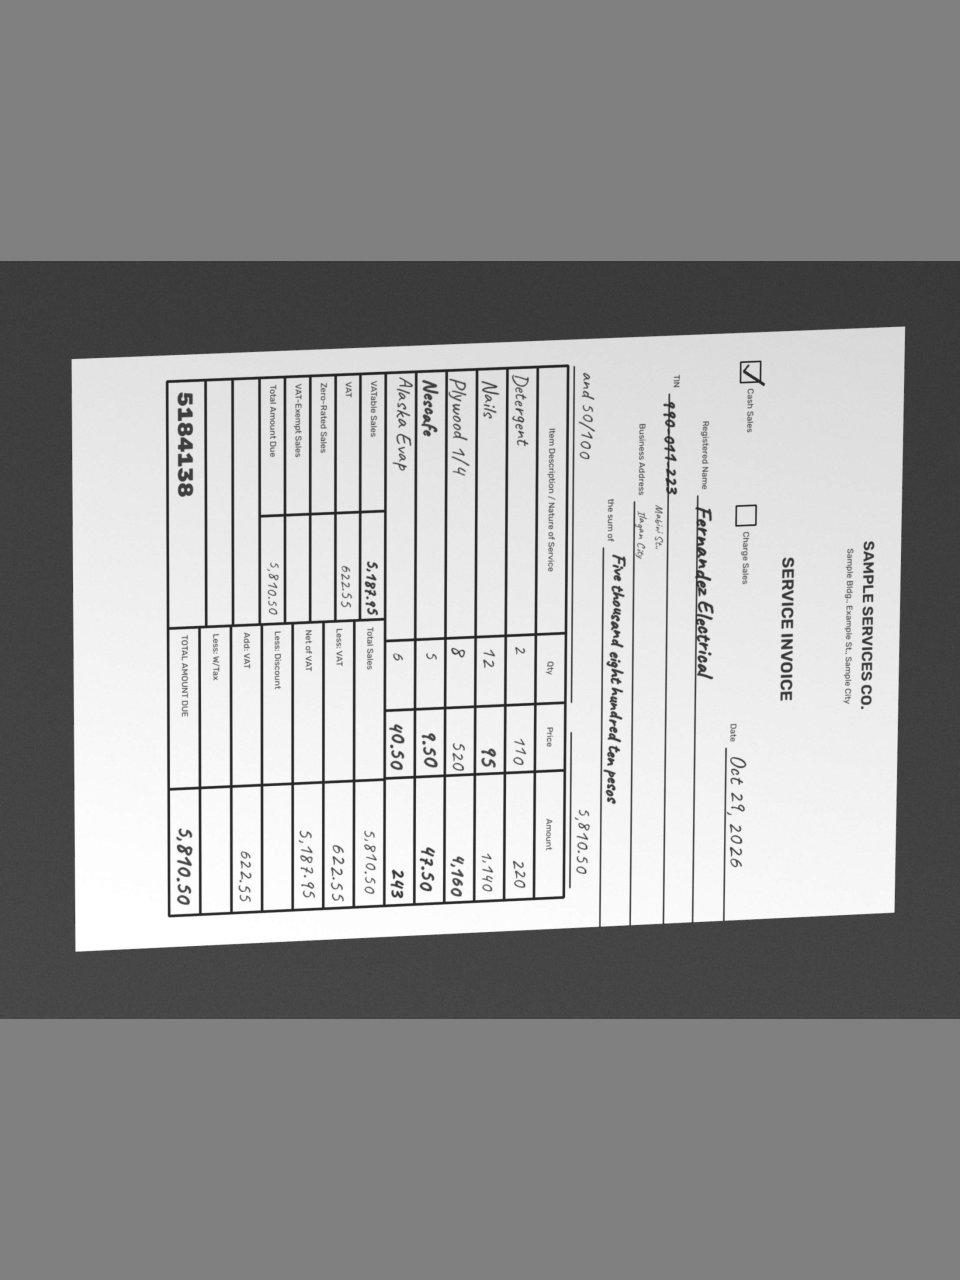 SAMPLE SERVICES CO.
Sample Bldg., Example St., Sample City
SERVICE INVOICE
Cash Sales
Charge Sales
Date Oct 29, 2026
Registered Name Fernandez Electrical
TIN 990-011-223
Business Address Mabini St., Ilagan City
the sum of Five thousand eight hundred ten pesos
and 50/100 5,810.50
Item Description / Nature of Service Qty Price Amount
Detergent 2 110 220
Nails 12 95 1,140
Plywood 1/4 8 520 4,160
Nescafe 5 9.50 47.50
Alaska Evap 6 40.50 243
VATable Sales 5,187.95 Total Sales 5,810.50
VAT 622.55 Less: VAT 622.55
Zero-Rated Sales Net of VAT 5,187.95
VAT-Exempt Sales Less: Discount
Total Amount Due 5,810.50 Add: VAT 622.55
Less: W/Tax
5184138 TOTAL AMOUNT DUE 5,810.50